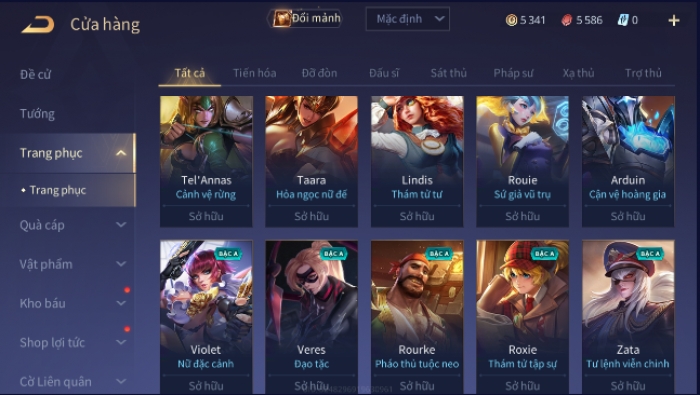 Cửa hàng
Đổi mảnh
Mặc định
5 341
5 586
0
Đề cử
Tướng
Trang phục
Trang phục
Quà cáp
Vật phẩm
Kho báu
Shop lợi tức
Cờ Liên quân
Tất cả Tiến hóa Đỡ đòn Đấu sĩ Sát thủ Pháp sư Xạ thủ Trợ thủ
Tel'Annas
Cảnh vệ rừng
Sở hữu
Taara
Hỏa ngọc nữ đế
Sở hữu
Lindis
Thám tử tư
Sở hữu
Rouie
Sứ giả vũ trụ
Sở hữu
Arduin
Cận vệ hoàng gia
Sở hữu
BẬC A
Violet
Nữ đặc cảnh
Sở hữu
BẬC A
Veres
Đạo tặc
Sở hữu
BẬC A
Rourke
Pháo thủ tuộc neo
Sở hữu
BẬC A
Roxie
Thám tử tập sự
Sở hữu
BẬC A
Zata
Tư lệnh viễn chinh
Sở hữu